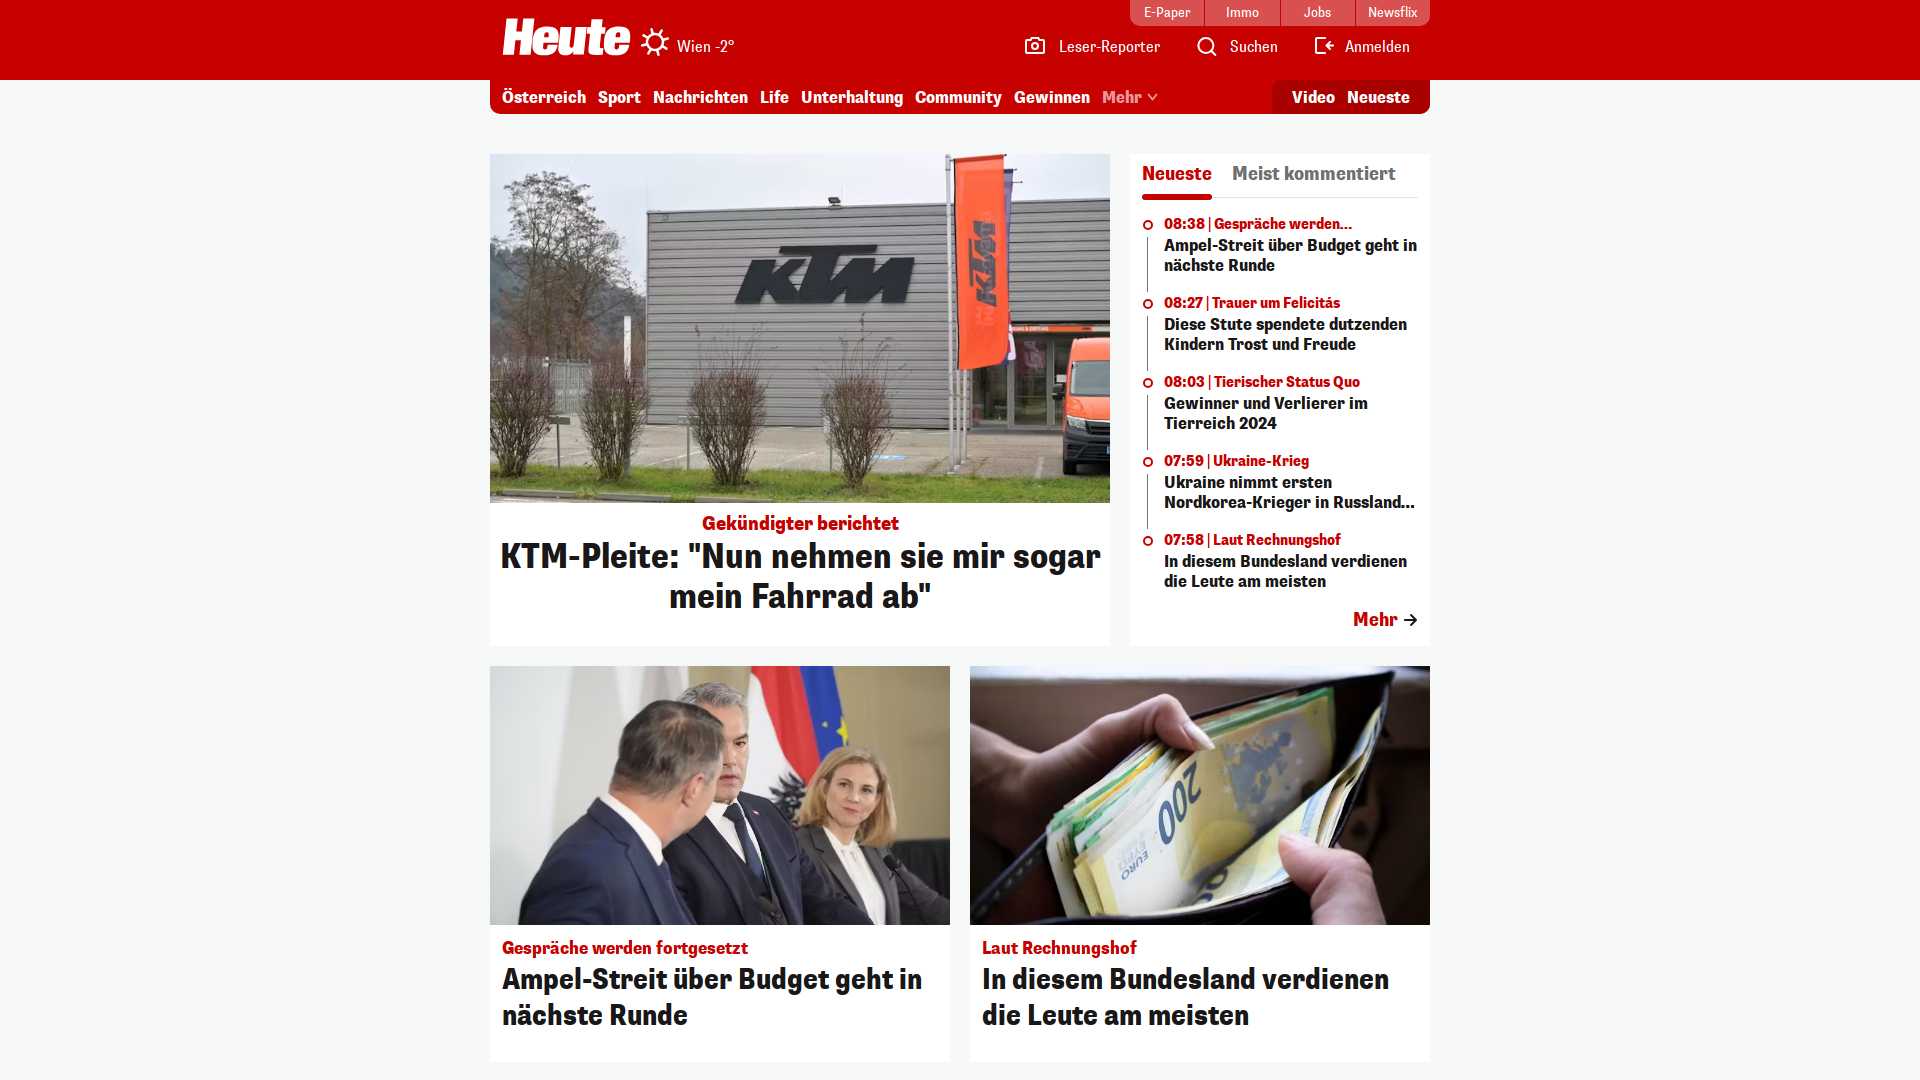 E-Paper
Immo
Jobs
Newsflix
Heute
Wien -2°
Leser-Reporter
Suchen
Anmelden
Österreich
Sport
Nachrichten
Life
Unterhaltung
Community
Gewinnen
Mehr
Video
Neueste
KTM
KTM
Gekündigter berichtet
KTM-Pleite: "Nun nehmen sie mir sogar
mein Fahrrad ab"
Neueste
Meist kommentiert
08:38 | Gespräche werden...
Ampel-Streit über Budget geht in
nächste Runde
08:27 | Trauer um Felicitás
Diese Stute spendete dutzenden
Kindern Trost und Freude
08:03 | Tierischer Status Quo
Gewinner und Verlierer im
Tierreich 2024
07:59 | Ukraine-Krieg
Ukraine nimmt ersten
Nordkorea-Krieger in Russland...
07:58 | Laut Rechnungshof
In diesem Bundesland verdienen
die Leute am meisten
Mehr
200
EURO
Gespräche werden fortgesetzt
Ampel-Streit über Budget geht in
nächste Runde
Laut Rechnungshof
In diesem Bundesland verdienen
die Leute am meisten